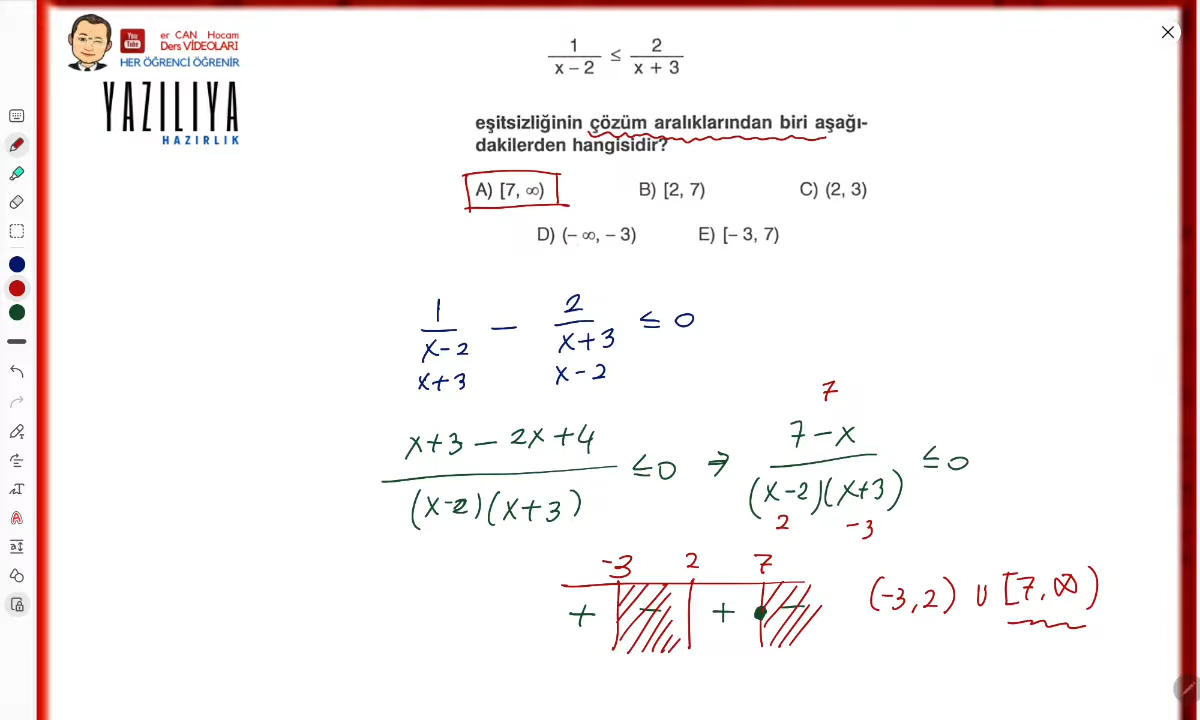 er CAN Hocam
You Tube
Ders VİDEOLARI
HER ÖĞRENCİ ÖĞRENİR
YAZILIYA
HAZIRLIK
1/(x – 2) ≤ 2/(x + 3)
eşitsizliğinin çözüm aralıklarından biri aşağı-
dakilerden hangisidir?
A) [7, ∞) B) [2, 7) C) (2, 3)
D) (– ∞, – 3) E) [– 3, 7)
1/(x-2) - 2/(x+3) ≤ 0
x+3 x-2
7
(x+3-2x+4)/((x-2)(x+3)) ≤ 0 ⇒ (7-x)/((x-2)(x+3)) ≤ 0
2 -3
-3 2 7
+ - + - (-3,2) ∪ [7,∞)